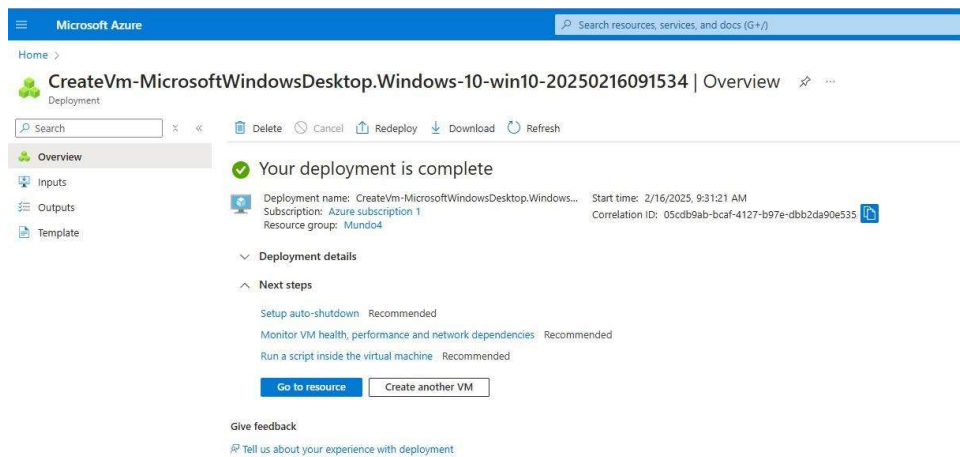 Microsoft Azure
Search resources, services, and docs (G+/)
Home >
CreateVm-MicrosoftWindowsDesktop.Windows-10-win10-20250216091534 | Overview
Deployment
Search
Delete Cancel Redeploy Download Refresh
Overview
Inputs
Outputs
Template
Your deployment is complete
Deployment name: CreateVm-MicrosoftWindowsDesktop.Windows... Start time: 2/16/2025, 9:31:21 AM
Subscription: Azure subscription 1 Correlation ID: 05cdb9ab-bcaf-4127-b97e-dbb2da90e535
Resource group: Mundo4
Deployment details
Next steps
Setup auto-shutdown Recommended
Monitor VM health, performance and network dependencies Recommended
Run a script inside the virtual machine Recommended
Go to resource Create another VM
Give feedback
Tell us about your experience with deployment